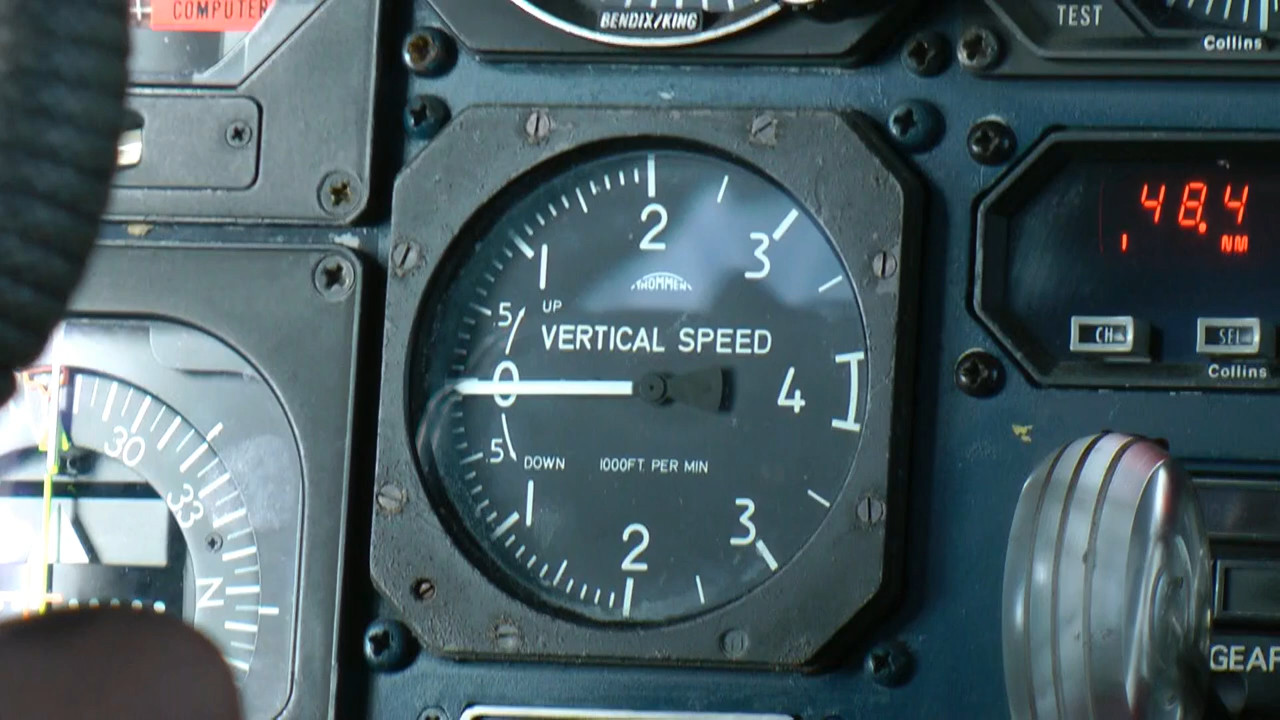 COMPUTER
BENDIX/KING
TEST
Collins
2
3
1
THOMMEN
.5
UP
VERTICAL SPEED
0
4
.5
DOWN 1000FT. PER MIN
1
2
3
48.4
1 NM
CH
SEL
Collins
30
33
N
GEAR